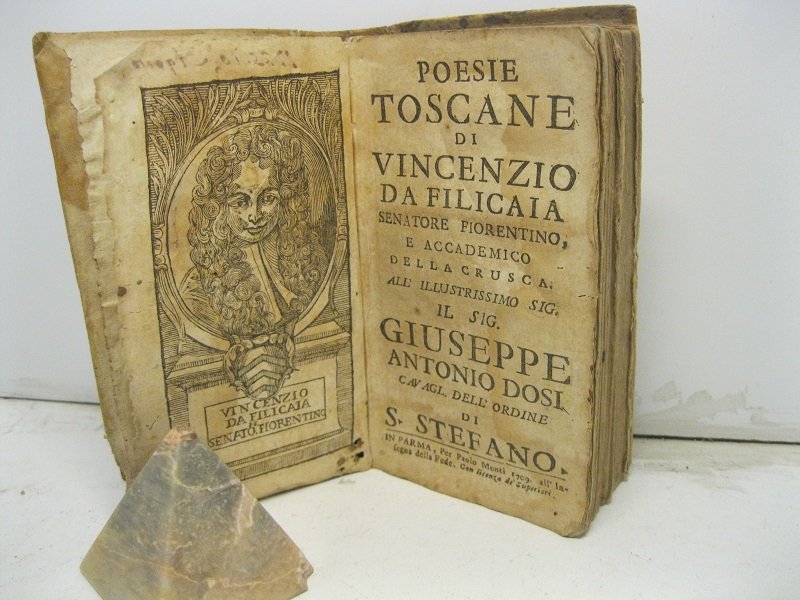 VINCENZIO
DA FILICAIA
SENATO. FIORENTINO
POESIE
TOSCANE
DI
VINCENZIO
DA FILICAIA
SENATORE FIORENTINO,
E ACCADEMICO
DELLA CRUSCA.
ALL' ILLUSTRISSIMO SIG.
IL SIG.
GIUSEPPE
ANTONIO DOSI,
CAVAGL. DELL' ORDINE
DI
S. STEFANO.
IN PARMA, Per Paolo Monti 1709. all' In-
segna della Fede. Con licenza de' Superiori.